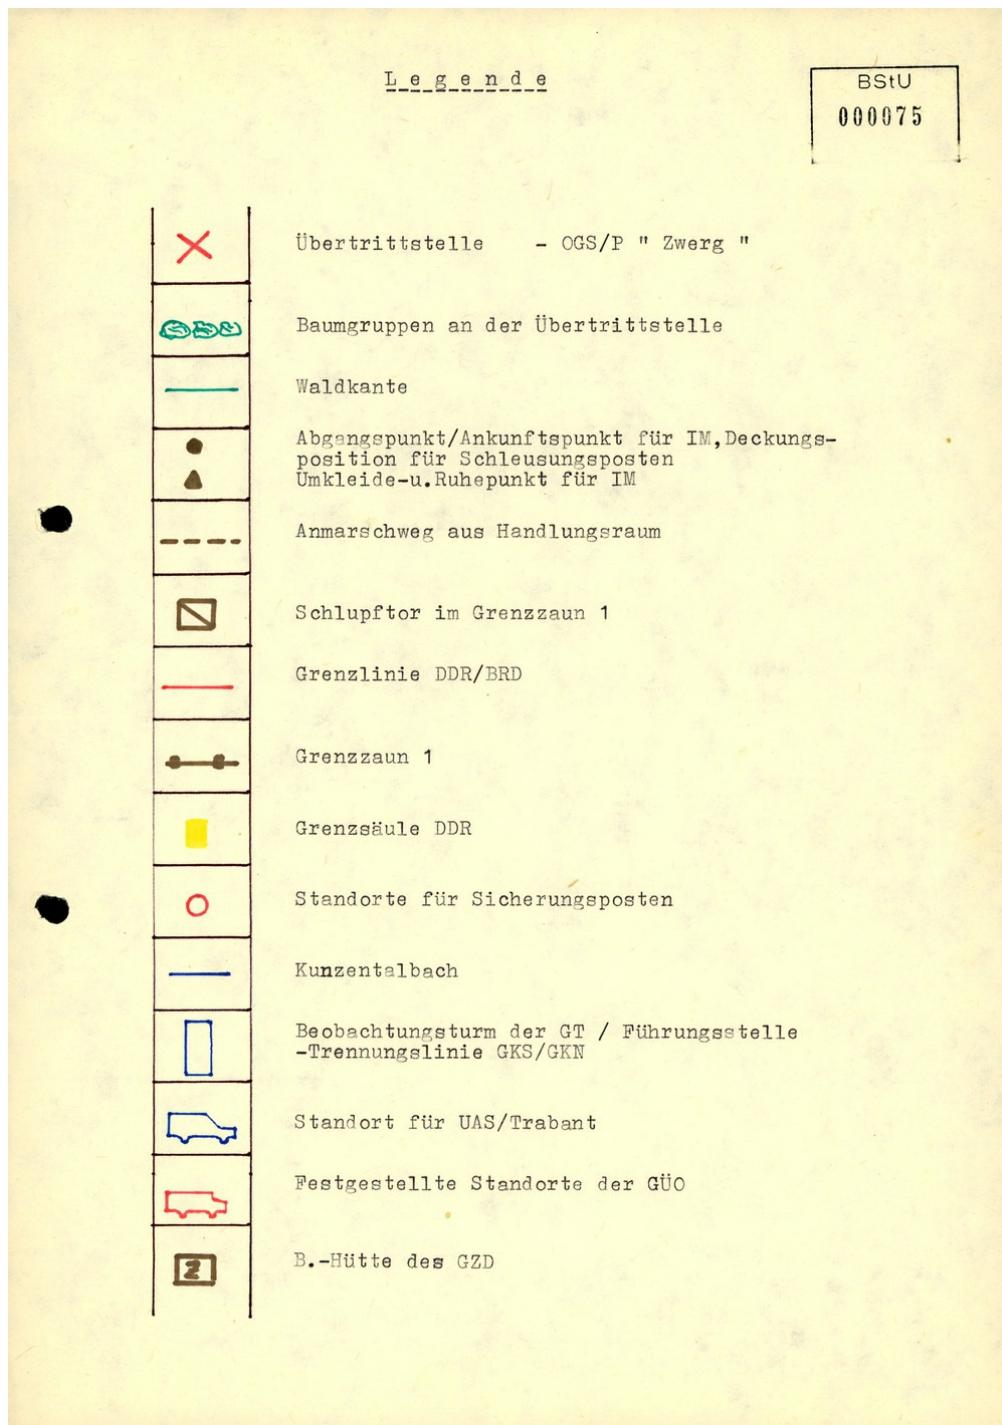 Legende
BStU
000075
Übertrittstelle - OGS/P " Zwerg "
Baumgruppen an der Übertrittstelle
Waldkante
Abgangspunkt/Ankunftspunkt für IM,Deckungs-
position für Schleusungsposten
Umkleide-u.Ruhepunkt für IM
Anmarschweg aus Handlungsraum
Schlupftor im Grenzzaun 1
Grenzlinie DDR/BRD
Grenzzaun 1
Grenzsäule DDR
Standorte für Sicherungsposten
Kunzentalbach
Beobachtungsturm der GT / Führungsstelle
-Trennungslinie GKS/GKN
Standort für UAS/Trabant
Festgestellte Standorte der GÜO
2 B.-Hütte des GZD